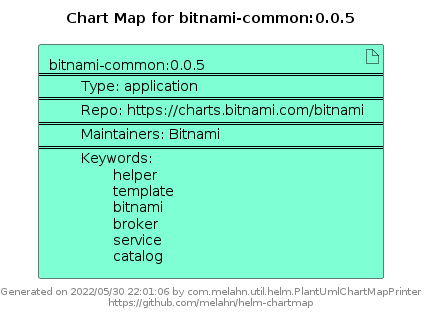 Chart Map for bitnami-common:0.0.5
bitnami-common:0.0.5
Type: application
Repo: https://charts.bitnami.com/bitnami
Maintainers: Bitnami
Keywords:
helper
template
bitnami
broker
service
catalog
Generated on 2022/05/30 22:01:06 by com.melahn.util.helm.PlantUmlChartMapPrinter
https://github.com/melahn/helm-chartmap